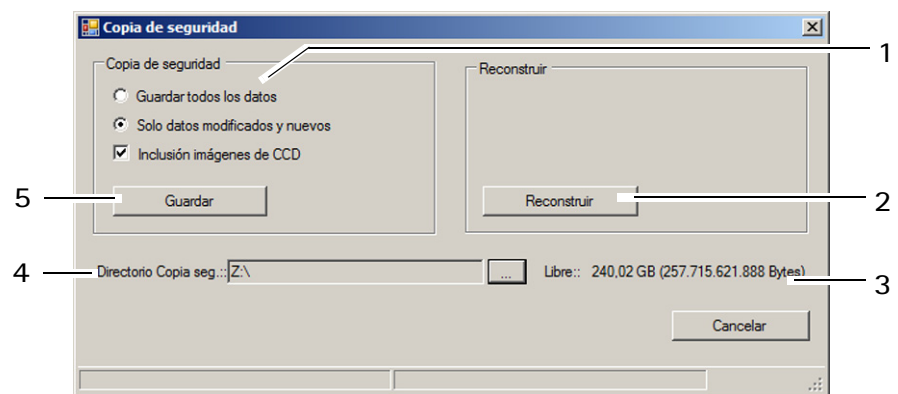 Copia de seguridad
1
Copia de seguridad
Reconstruir
Guardar todos los datos
Solo datos modificados y nuevos
Inclusión imágenes de CCD
5
Guardar
Reconstruir
2
4
Directorio Copia seg.::
Z:\
...
Libre:: 240,02 GB (257.715.621.888 Bytes)
3
Cancelar